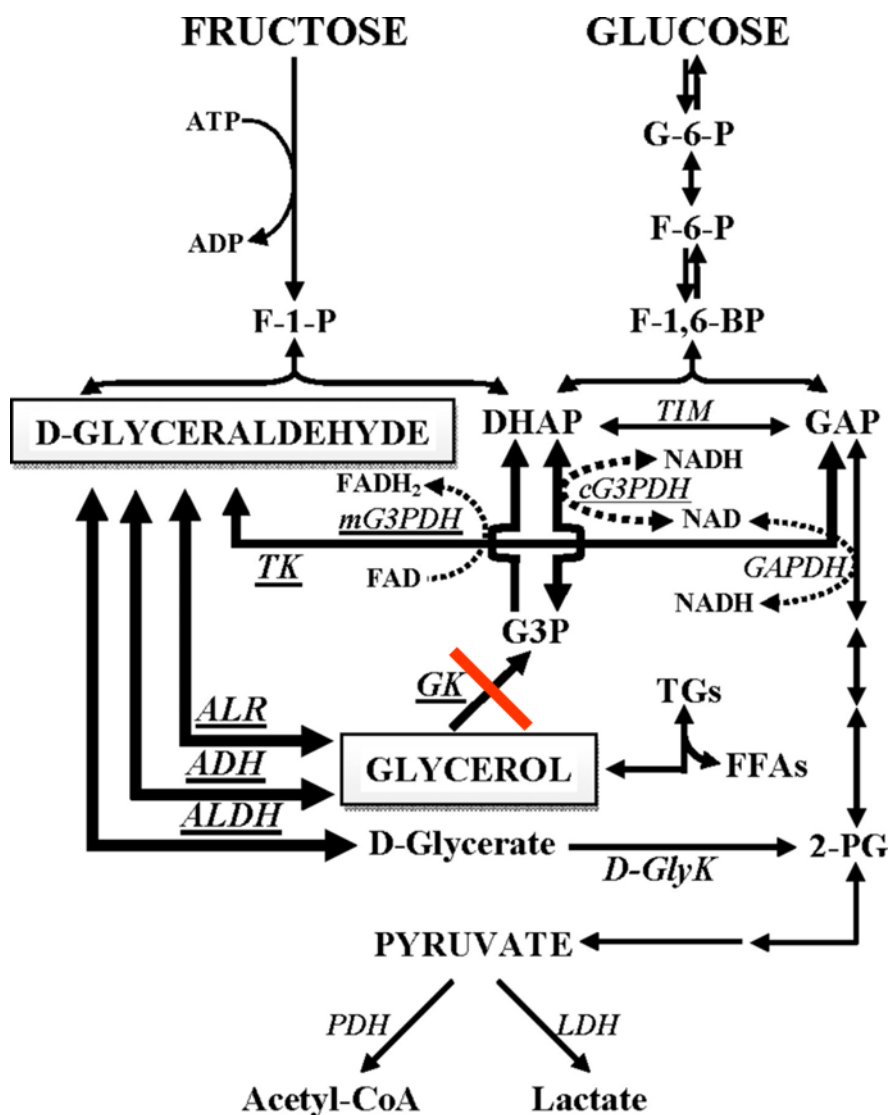 FRUCTOSE
GLUCOSE
ATP
G-6-P
ADP
F-6-P
F-1-P
F-1,6-BP
D-GLYCERALDEHYDE
DHAP
TIM
GAP
FADH₂
NADH
mG3PDH
cG3PDH
NAD
TK
FAD
GAPDH
NADH
G3P
GK
TGs
ALR
ADH
GLYCEROL
FFAs
ALDH
D-Glycerate
D-GlyK
2-PG
PYRUVATE
PDH
LDH
Acetyl-CoA
Lactate